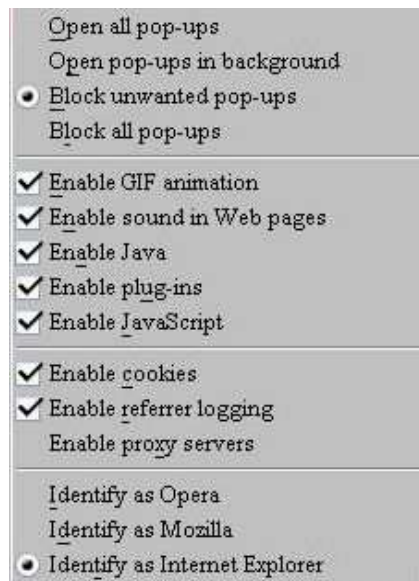 Open all pop-ups
Open pop-ups in background
Block unwanted pop-ups
Block all pop-ups
Enable GIF animation
Enable sound in Web pages
Enable Java
Enable plug-ins
Enable JavaScript
Enable cookies
Enable referrer logging
Enable proxy servers
Identify as Opera
Identify as Mozilla
Identify as Internet Explorer